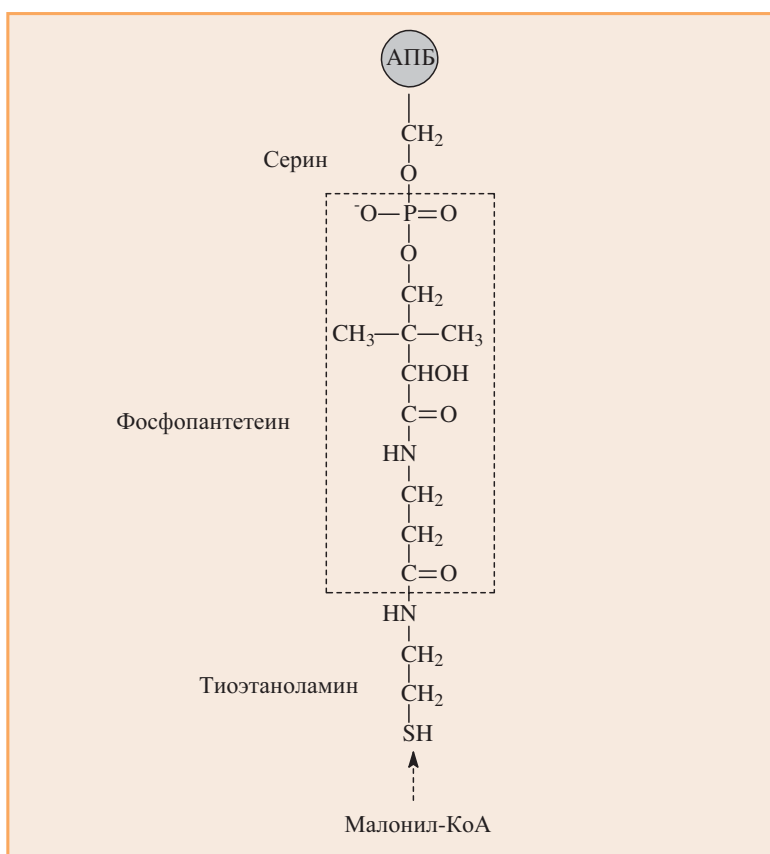 АПБ
CH₂
Серин
O
⁻O—P=O
O
CH₂
CH₃—C—CH₃
CHOH
Фосфопантетеин
C=O
HN
CH₂
CH₂
C=O
HN
CH₂
Тиоэтаноламин
CH₂
SH
Малонил-КоА